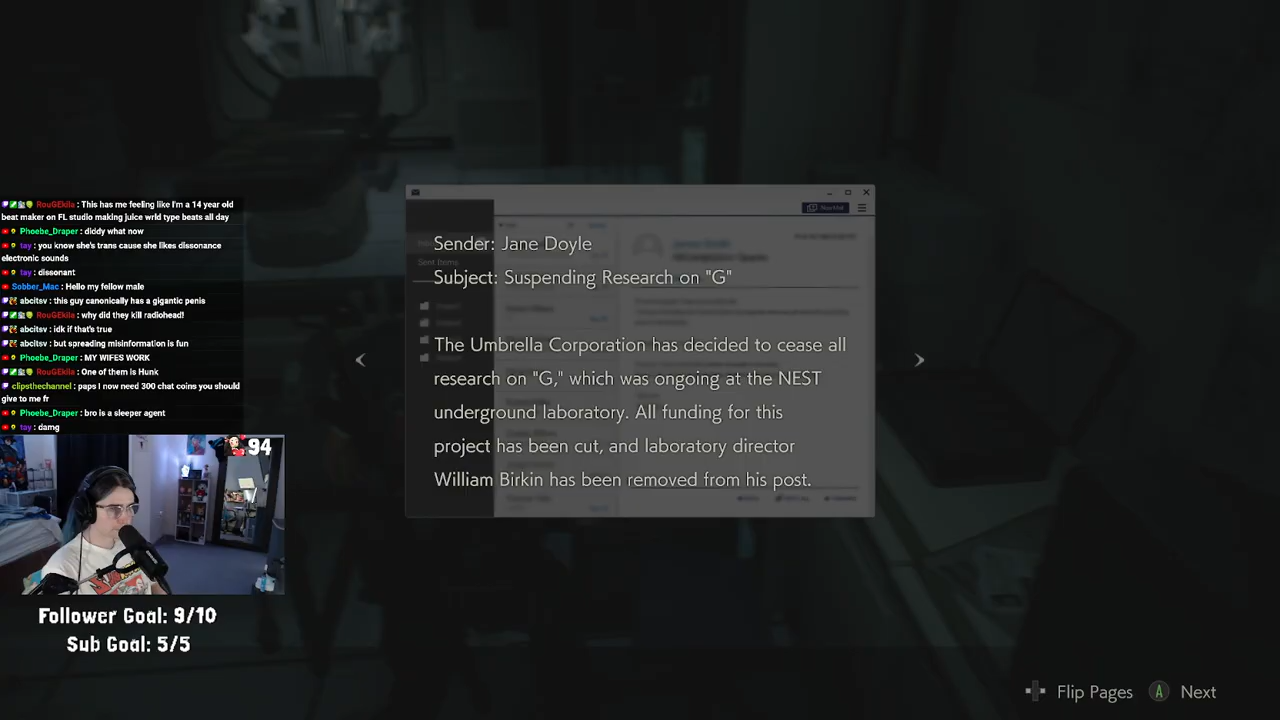 RouGEkila : This has me feeling like I'm a 14 year old
beat maker on FL studio making juice wrld type beats all day
Phoebe_Draper : diddy what now
tay : you know she's trans cause she likes dissonance
electronic sounds
tay : dissonant
Sobber_Mac : Hello my fellow male
abcitsv : this guy canonically has a gigantic penis
RouGEkila : why did they kill radiohead!
abcitsv : idk if that's true
abcitsv : but spreading misinformation is fun
Phoebe_Draper : MY WIFES WORK
RouGEkila : One of them is Hunk
clipsthechannel : paps I now need 300 chat coins you should
give to me fr
Phoebe_Draper : bro is a sleeper agent
tay : damg
94
Follower Goal: 9/10
Sub Goal: 5/5
New Mail
Sent Items
Sender: Jane Doyle
Subject: Suspending Research on "G"
The Umbrella Corporation has decided to cease all
research on "G," which was ongoing at the NEST
underground laboratory. All funding for this
project has been cut, and laboratory director
William Birkin has been removed from his post.
Flip Pages A Next